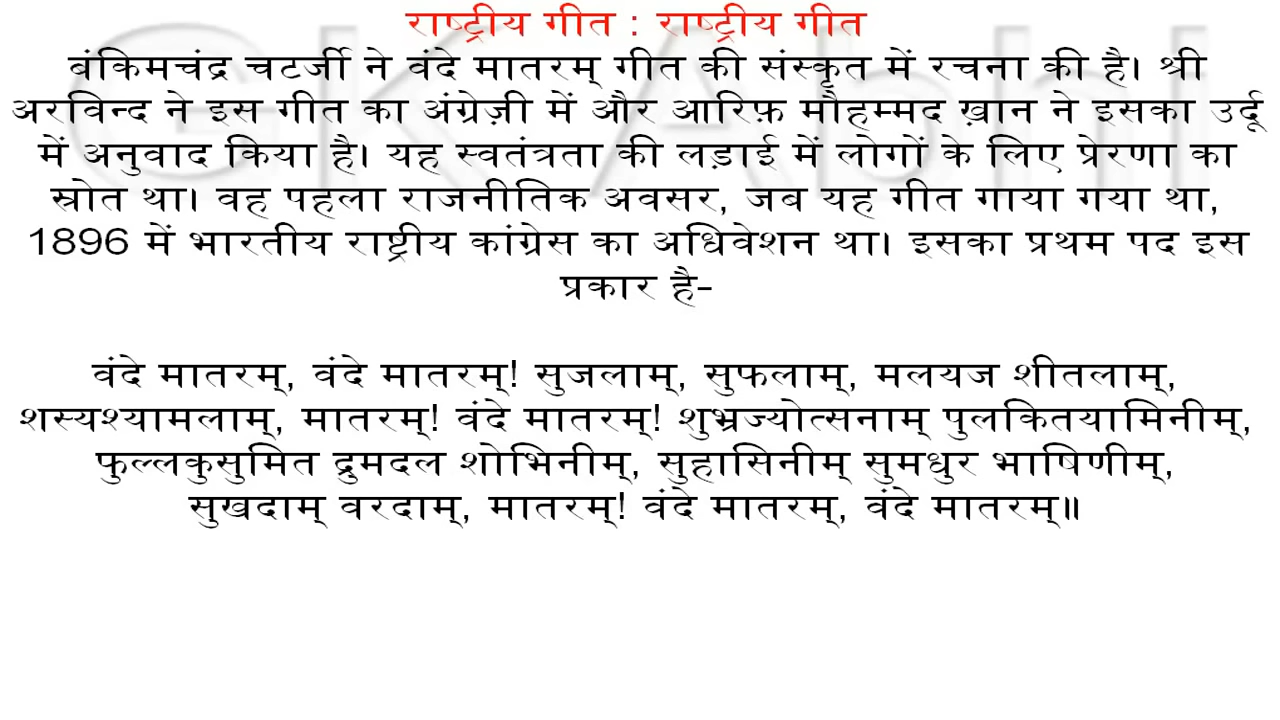 राष्ट्रीय गीत : राष्ट्रीय गीत
बंकिमचंद्र चटर्जी ने वंदे मातरम् गीत की संस्कृत में रचना की है। श्री
अरविन्द ने इस गीत का अंग्रेज़ी में और आरिफ़ मौहम्मद ख़ान ने इसका उर्दू
में अनुवाद किया है। यह स्वतंत्रता की लड़ाई में लोगों के लिए प्रेरणा का
स्रोत था। वह पहला राजनीतिक अवसर, जब यह गीत गाया गया था,
1896 में भारतीय राष्ट्रीय कांग्रेस का अधिवेशन था। इसका प्रथम पद इस
प्रकार है-
वंदे मातरम्, वंदे मातरम्! सुजलाम्, सुफलाम्, मलयज शीतलाम्,
शस्यश्यामलाम्, मातरम्! वंदे मातरम्! शुभ्रज्योत्सनाम् पुलकितयामिनीम्,
फुल्लकुसुमित द्रुमदल शोभिनीम्, सुहासिनीम् सुमधुर भाषिणीम्,
सुखदाम् वरदाम्, मातरम्! वंदे मातरम्, वंदे मातरम्॥
GK Abhi